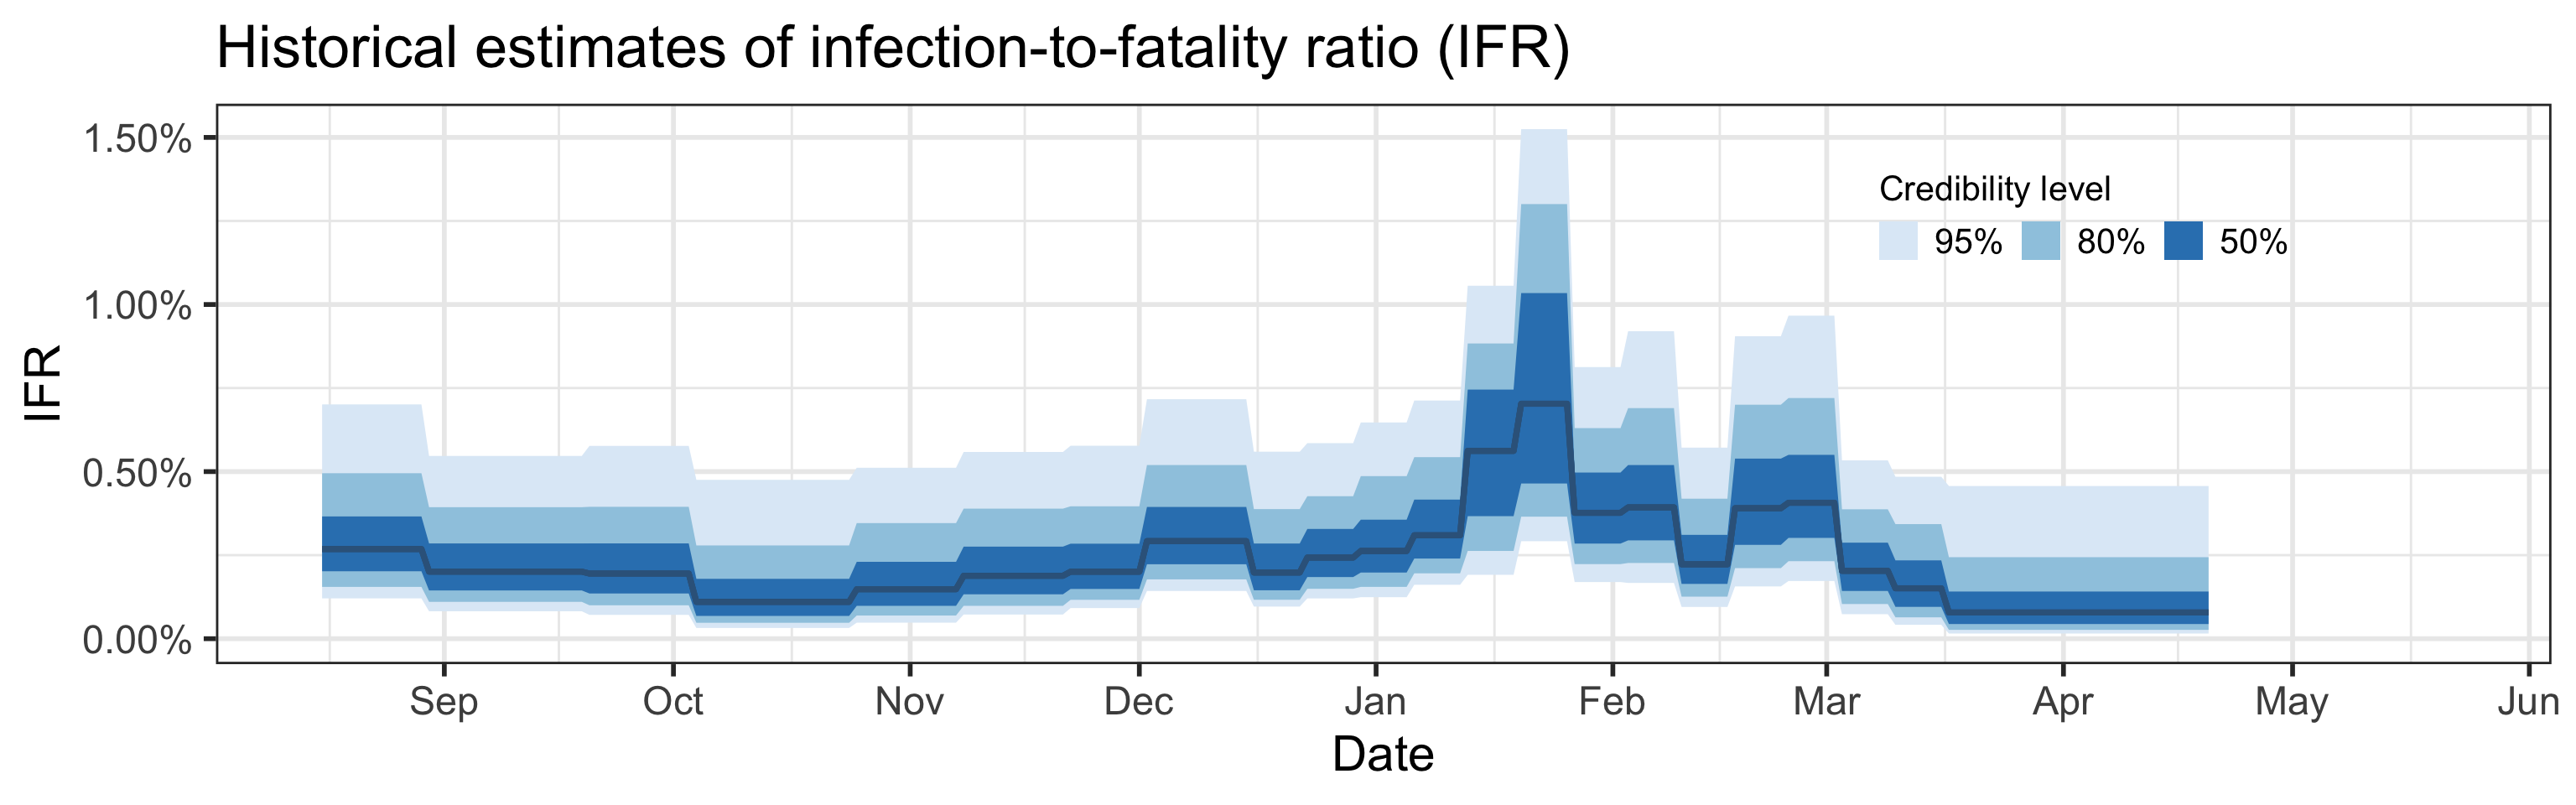 Historical estimates of infection-to-fatality ratio (IFR)
1.50%
1.00%
0.50%
0.00%
IFR
Credibility level
95% 80% 50%
Sep Oct Nov Dec Jan Feb Mar Apr May Jun
Date